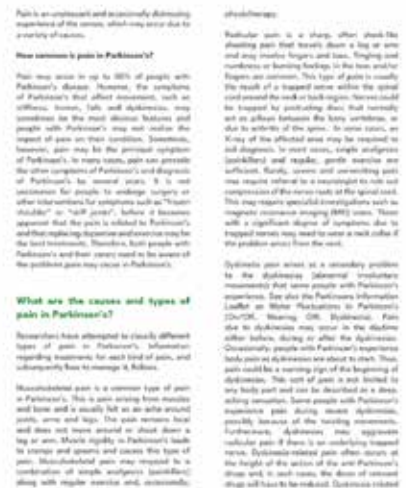 Pain is an unpleasant and occasionally distressing
experience of the senses, which may occur due to
a variety of causes.
How common is pain in Parkinson's?
Pain may occur in up to 50% of people with
Parkinson's disease. However, the symptoms
of Parkinson's that affect movement, such as
stiffness, tremor, falls and dyskinesias, may
sometimes be the most obvious features and
people with Parkinson's may not realise the
impact of pain on their condition. Sometimes,
however, pain may be the principal symptom
of Parkinson's. In many cases, pain can precede
the other symptoms of Parkinson's and diagnosis
of Parkinson's by several years. It is not
uncommon for people to undergo surgery or
other interventions for symptoms such as "frozen
shoulder" or "stiff joints", before it becomes
apparent that the pain is related to Parkinson's
and that replacing dopamine and exercise may be
the best treatments. Therefore, both people with
Parkinson's and their carers need to be aware of
the problems pain may cause in Parkinson's.
What are the causes and types of
pain in Parkinson's?
Researchers have attempted to classify different
types of pain in Parkinson's. Information
regarding treatments for each kind of pain, and
subsequently how to manage it, follows.
Musculoskeletal pain is a common type of pain
in Parkinson's. This is pain arising from muscles
and bone and is usually felt as an ache around
joints, arms and legs. The pain remains local
and does not move around or shoot down a
leg or arm. Muscle rigidity in Parkinson's leads
to cramps and spasms and causes this type of
pain. Musculoskeletal pain may respond to a
combination of simple analgesics (painkillers)
along with regular exercise and, occasionally,
physiotherapy.
Radicular pain is a sharp, often shock-like
shooting pain that travels down a leg or arm
and may involve fingers and toes. Tingling and
numbness or burning feelings in the toes and/or
fingers are common. This type of pain is usually
the result of a trapped nerve within the spinal
cord around the neck or back region. Nerves could
be trapped by protruding discs that normally
act as pillows between the bony vertebrae, or
due to arthritis of the spine. In some cases, an
X-ray of the affected area may be required to
aid diagnosis. In most cases, simple analgesics
(painkillers) and regular, gentle exercise are
sufficient. Rarely, severe and unremitting pain
may require referral to a neurologist to rule out
compression of the nerve roots at the spinal cord.
This may require specialist investigations such as
magnetic resonance imaging (MRI) scans. Those
with a significant degree of symptoms due to
trapped nerves may need to wear a neck collar if
the problem arises from the neck.
Dystonic pain arises as a secondary problem
to the dyskinesias (abnormal involuntary
movements) that some people with Parkinson's
experience. See also the Parkinsons Information
Leaflet on Motor Fluctuations in Parkinson's
(On/Off, Wearing Off, Dyskinesia). Pain
due to dyskinesias may occur in the daytime
either before, during or after the dyskinesias.
Occasionally, people with Parkinson's experience
body pain as dyskinesias are about to start. Thus,
pain could be a warning sign of the beginning of
dyskinesias. This sort of pain is not limited to
any body part and can be described as a deep,
aching sensation. Some people with Parkinson's
experience pain during severe dyskinesias,
possibly because of the twisting movements.
Furthermore, dyskinesias may aggravate
radicular pain if there is an underlying trapped
nerve. Dyskinesia-related pain often occurs at
the height of the action of the anti-Parkinson's
drugs and, in such cases, the doses of relevant
drugs will have to be reduced. Dyskinesia-related